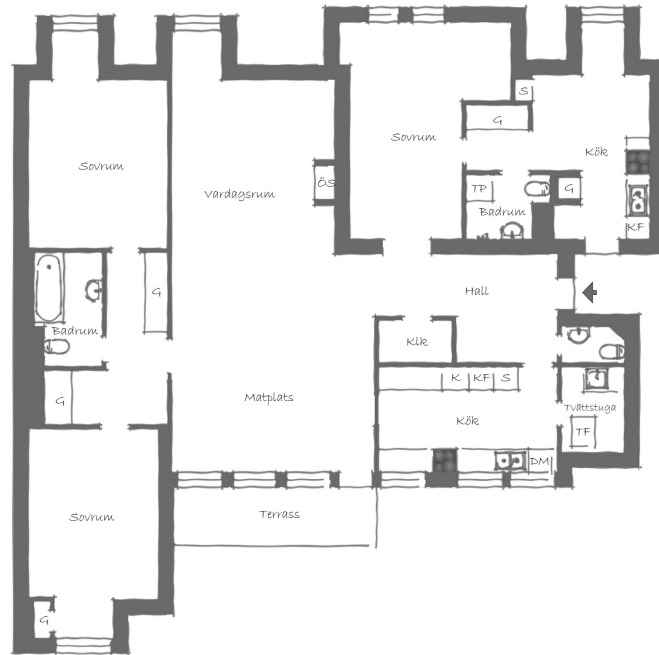 S
G
Sovrum
Kök
Sovrum
ÖS
TP
G
Vardagsrum
Badrum
KF
G
Hall
Badrum
Klk
K
KF
S
G
Matplats
Tvättstuga
Kök
TF
DM
Sovrum
Terrass
G